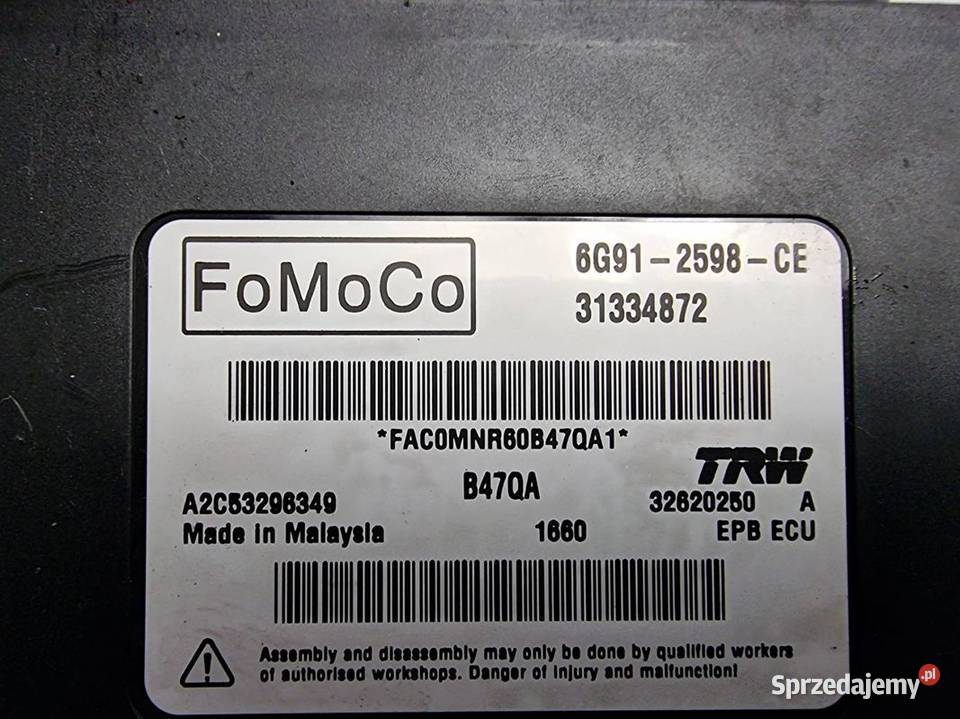 FoMoCo
6G91-2598-CE
31334872
*FAC0MNR60B47QA1*
TRW
B47QA
A2C53296349
32620250 A
Made in Malaysia
1660
EPB ECU
Assembly and disassembly may only be done by qualified workers
of authorised workshops. Danger of injury and malfunction!
Sprzedajemy.pl